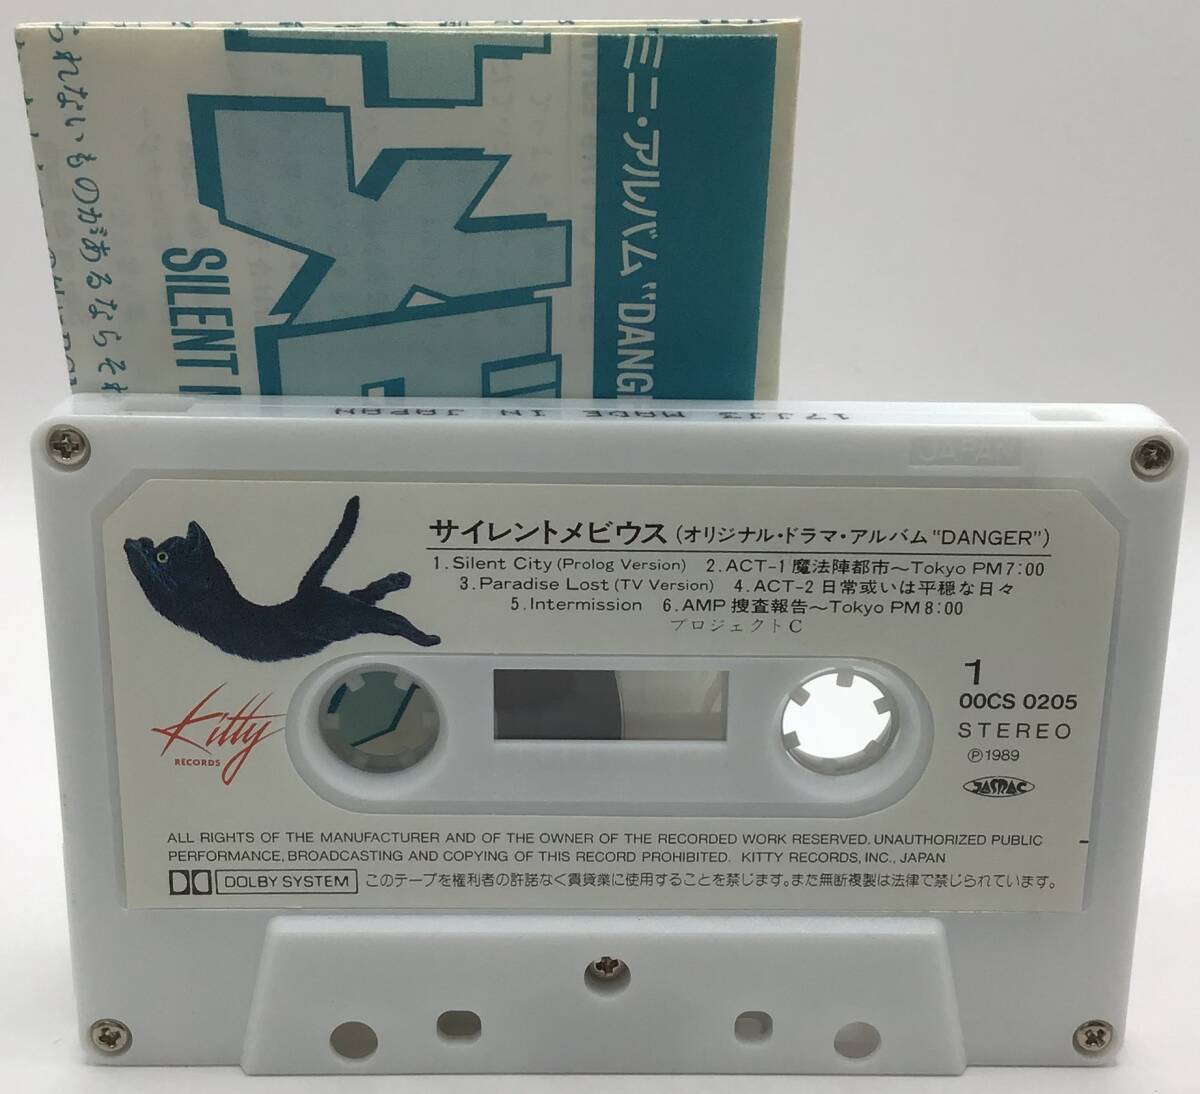 られないものがあるならそれ
SILENT
ミニ・アルバム "DANG
17333 MADE IN JAPAN
JAPAN
サイレントメビウス (オリジナル・ドラマ・アルバム "DANGER")
1. Silent City (Prolog Version) 2. ACT-1 魔法陣都市〜Tokyo PM 7:00
3. Paradise Lost (TV Version) 4. ACT-2 日常或いは平穏な日々
5. Intermission 6. AMP 捜査報告〜Tokyo PM 8:00
プロジェクトC
Kitty
RECORDS
1
00CS 0205
STEREO
Ⓟ1989
JASRAC
ALL RIGHTS OF THE MANUFACTURER AND OF THE OWNER OF THE RECORDED WORK RESERVED. UNAUTHORIZED PUBLIC
PERFORMANCE, BROADCASTING AND COPYING OF THIS RECORD PROHIBITED. KITTY RECORDS, INC., JAPAN
DOLBY SYSTEM このテープを権利者の許諾なく賃貸業に使用することを禁じます。また無断複製は法律で禁じられています。